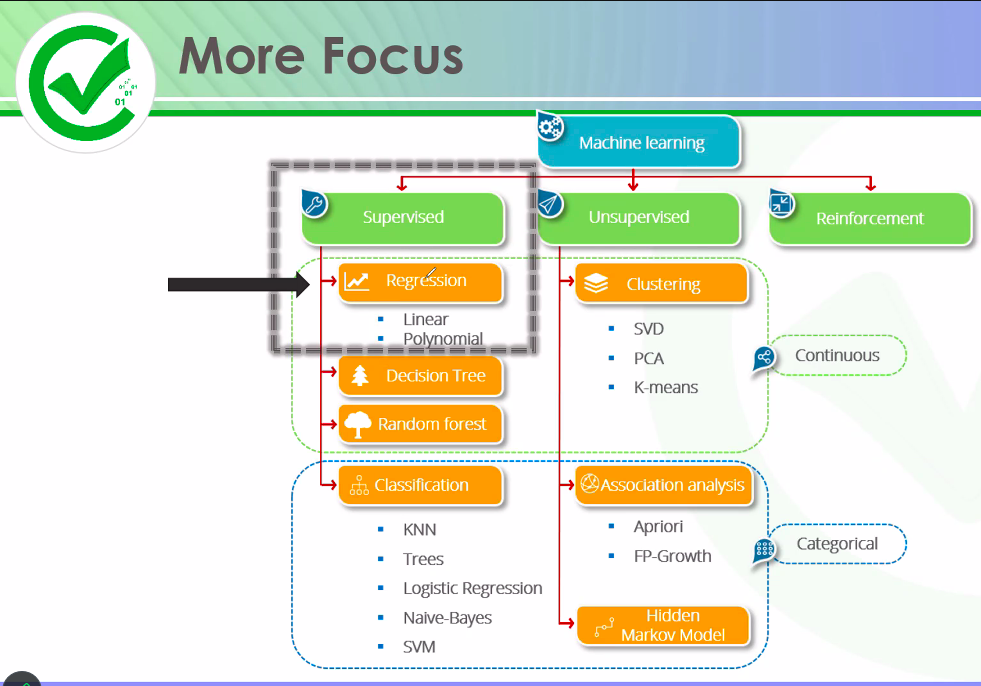 More Focus
01 01
01
01
Machine learning
Supervised
Unsupervised
Reinforcement
Regression
Linear
Polynomial
Decision Tree
Random forest
Classification
KNN
Trees
Logistic Regression
Naive-Bayes
SVM
Clustering
SVD
PCA
K-means
Association analysis
Apriori
FP-Growth
Hidden
Markov Model
Continuous
Categorical